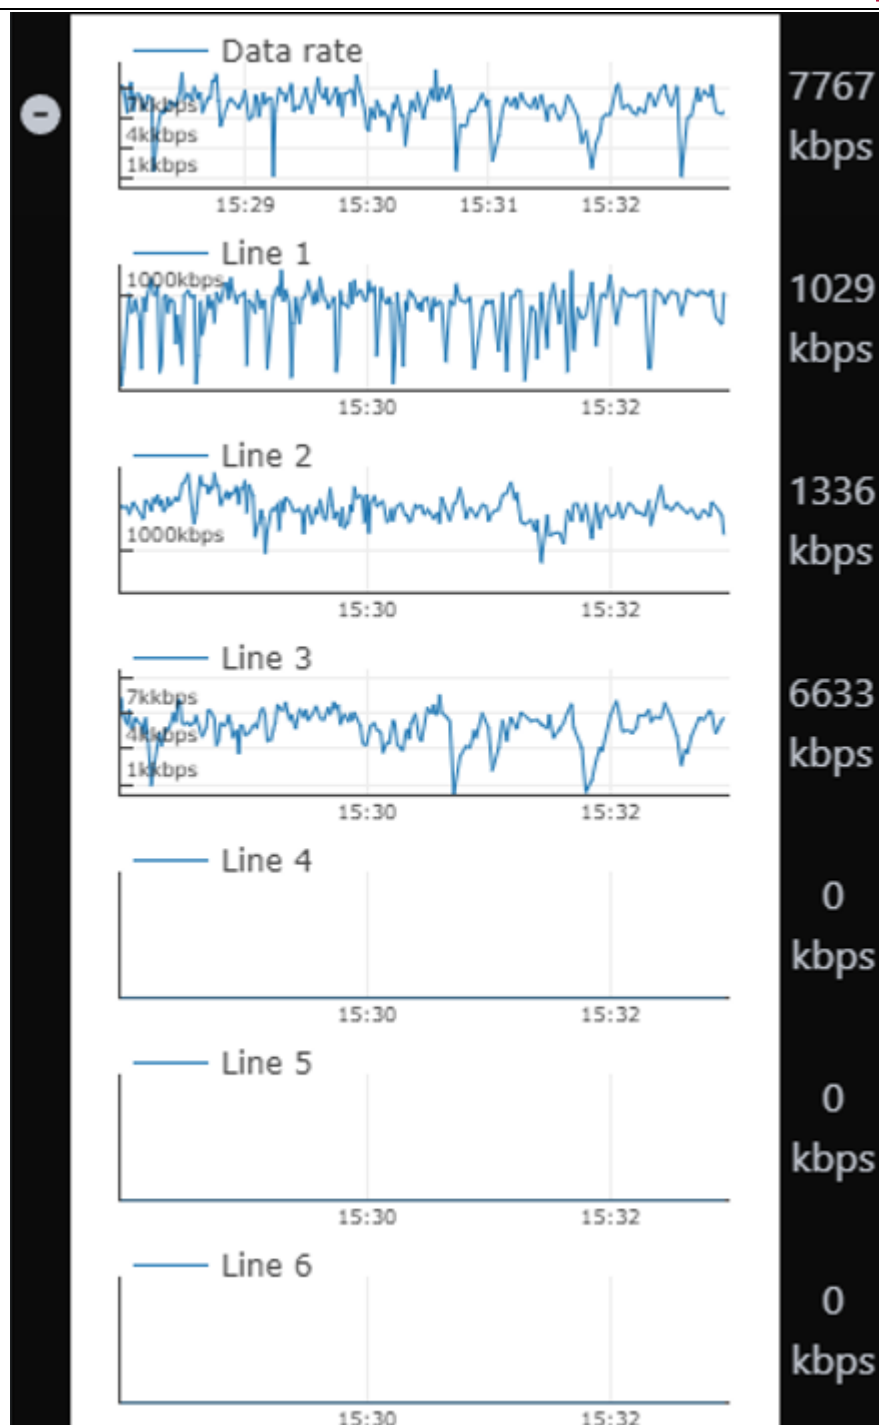 Data rate
7kkbps
4kkbps
1kkbps
15:29 15:30 15:31 15:32
7767
kbps
Line 1
1000kbps
15:30 15:32
1029
kbps
Line 2
1000kbps
15:30 15:32
1336
kbps
Line 3
7kkbps
4kkbps
1kkbps
15:30 15:32
6633
kbps
Line 4
15:30 15:32
0
kbps
Line 5
15:30 15:32
0
kbps
Line 6
15:30 15:32
0
kbps